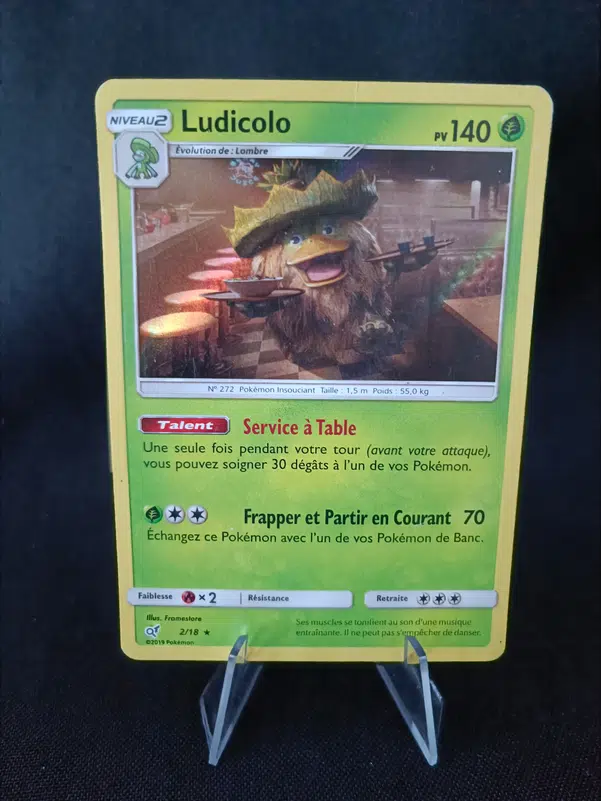 NIVEAU2
Ludicolo
PV140
Évolution de : Lombre
N° 272 Pokémon Insouciant Taille : 1,5 m Poids : 55,0 kg
Talent Service à Table
Une seule fois pendant votre tour (avant votre attaque),
vous pouvez soigner 30 dégâts à l'un de vos Pokémon.
Frapper et Partir en Courant 70
Échangez ce Pokémon avec l'un de vos Pokémon de Banc.
Faiblesse ×2 Résistance Retraite
Illus. Framestore
2/18 ★
©2019 Pokémon
Ses muscles se tonifient au son d'une musique
entraînante. Il ne peut pas s'empêcher de danser.